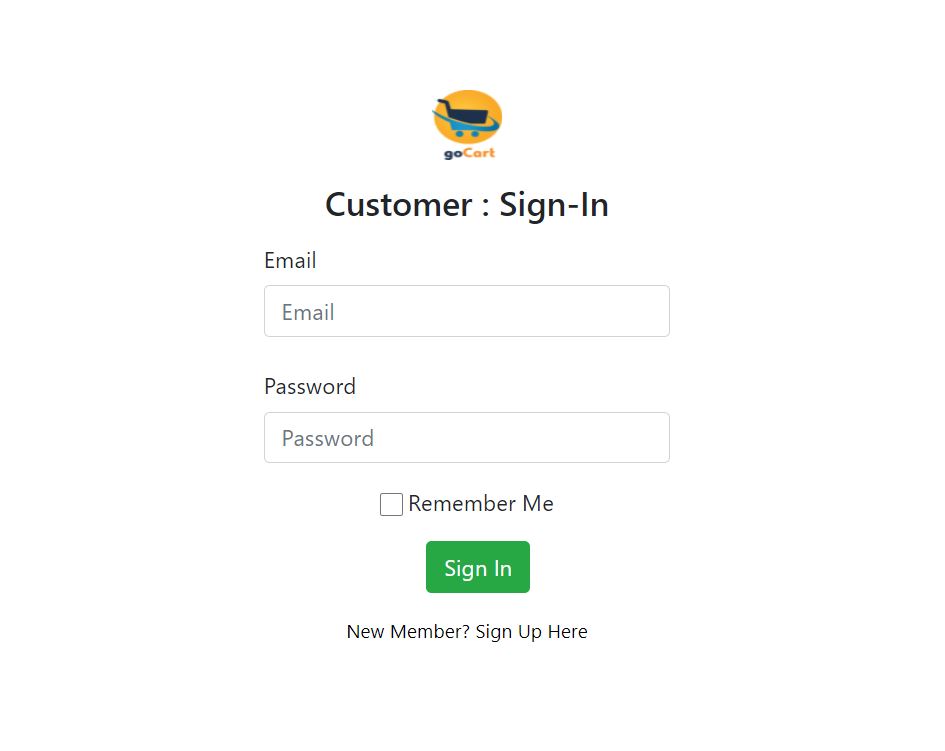 goCart
Customer : Sign-In
Email
Email
Password
Password
Remember Me
Sign In
New Member? Sign Up Here